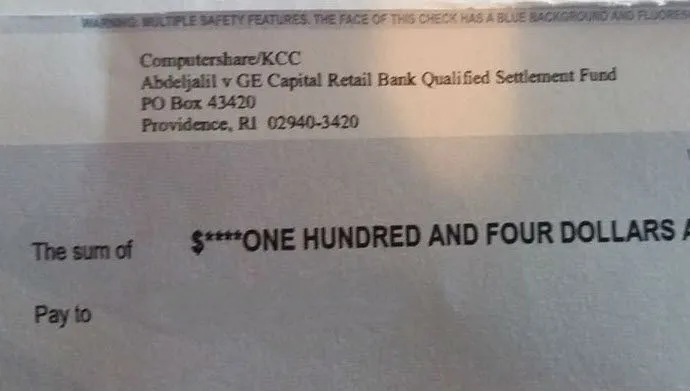 WARNING: MULTIPLE SAFETY FEATURES. THE FACE OF THIS CHECK HAS A BLUE BACKGROUND AND
Computershare/KCC
Abdeljalil v GE Capital Retail Bank Qualified Settlement Fund
PO Box 43420
Providence, RI 02940-3420
The sum of $****ONE HUNDRED AND FOUR DOLLARS
Pay to